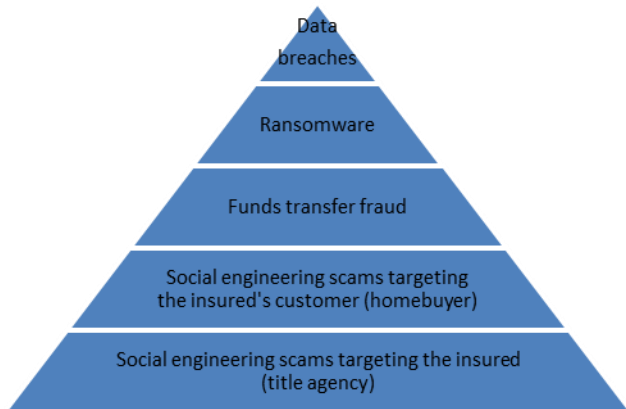 Data
breaches
Ransomware
Funds transfer fraud
Social engineering scams targeting
the insured's customer (homebuyer)
Social engineering scams targeting the insured
(title agency)